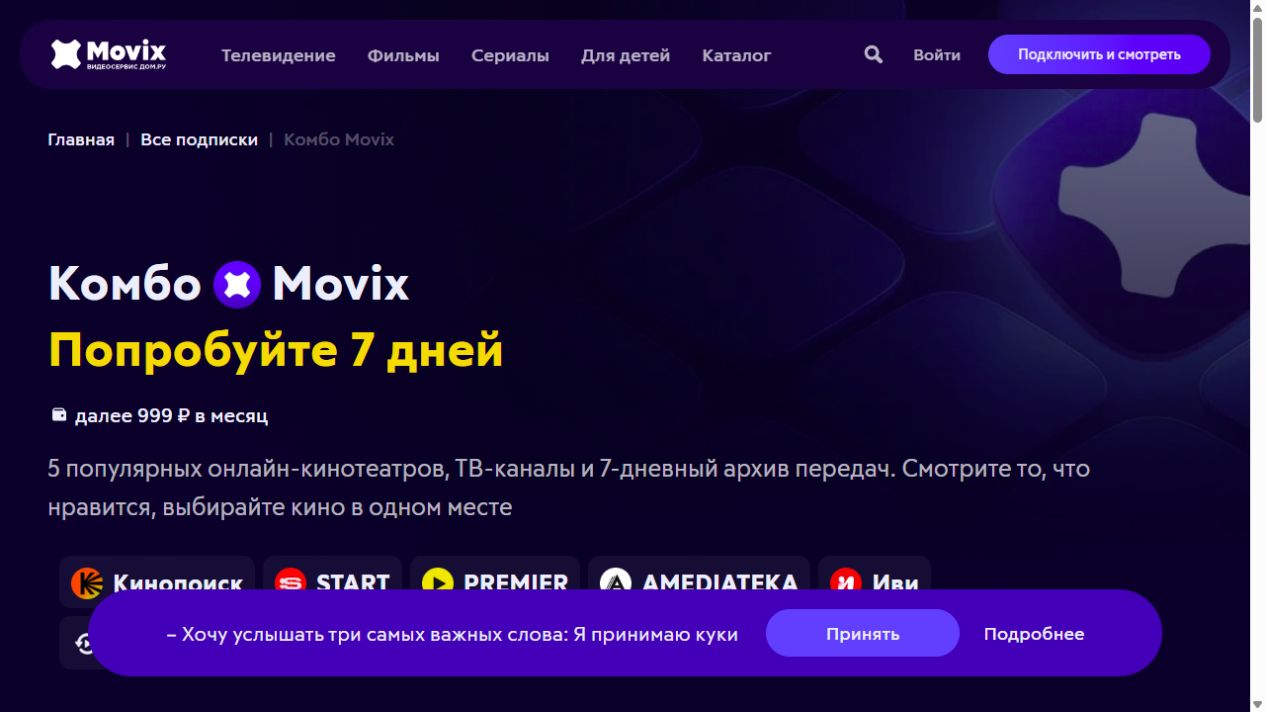 Movix
ВИДЕОСЕРВИС ДОМ.РУ
Телевидение
Фильмы
Сериалы
Для детей
Каталог
Войти
Подключить и смотреть
Главная | Все подписки | Комбо Movix
Комбо Movix
Попробуйте 7 дней
далее 999 ₽ в месяц
5 популярных онлайн-кинотеатров, ТВ-каналы и 7-дневный архив передач. Смотрите то, что
нравится, выбирайте кино в одном месте
Кинопоиск
START
PREMIER
AMEDIATEKA
Иви
– Хочу услышать три самых важных слова: Я принимаю куки
Принять
Подробнее